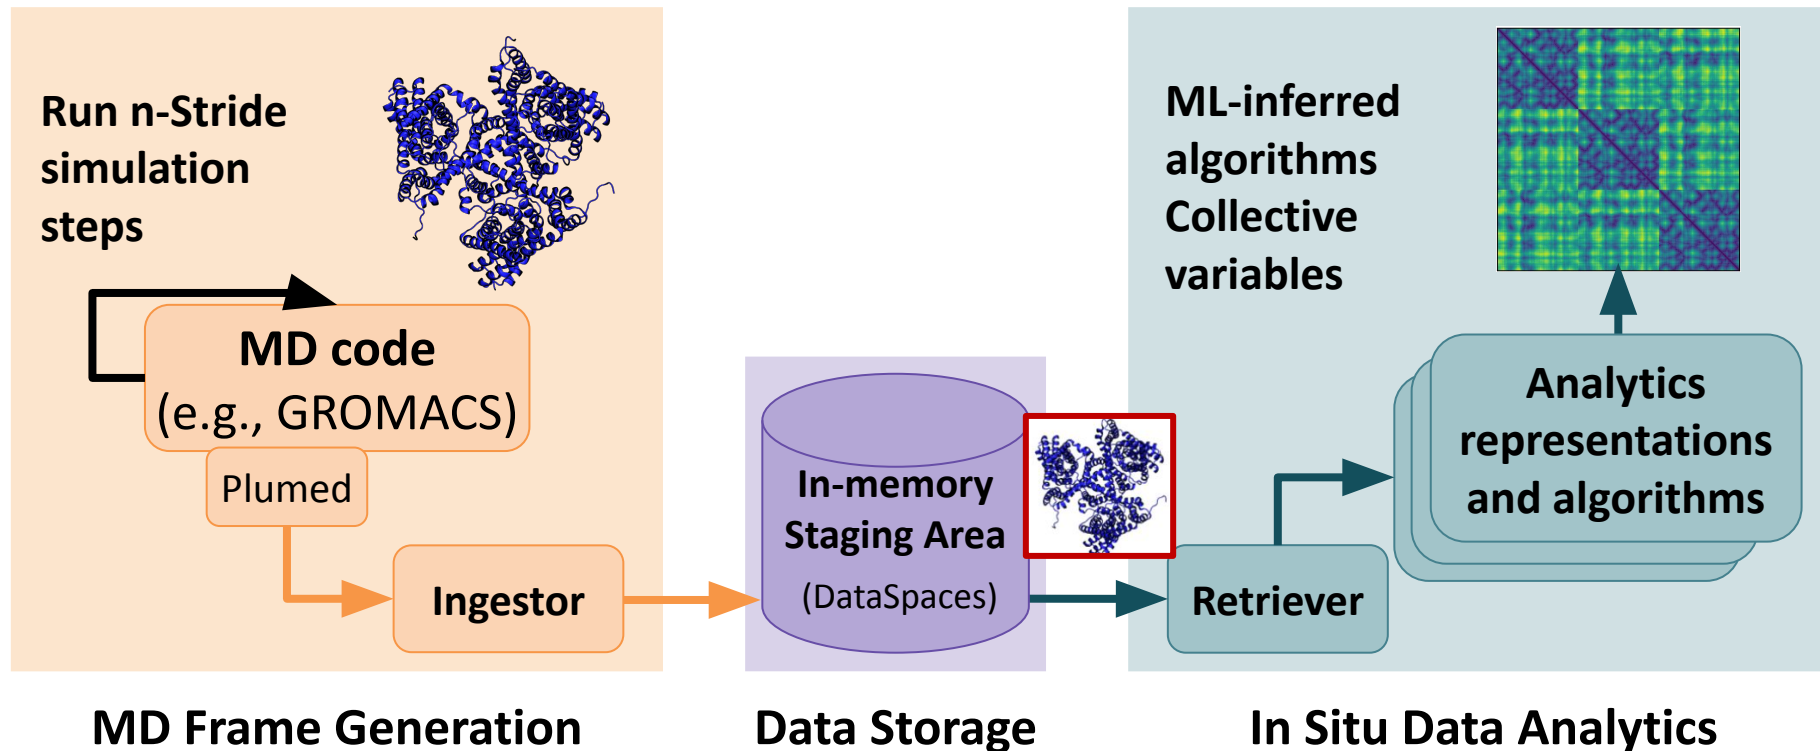 Run n-Stride
simulation
steps
MD code
(e.g., GROMACS)
Plumed
Ingestor
MD Frame Generation
In-memory
Staging Area
(DataSpaces)
Data Storage
ML-inferred
algorithms
Collective
variables
Analytics
representations
and algorithms
Retriever
In Situ Data Analytics